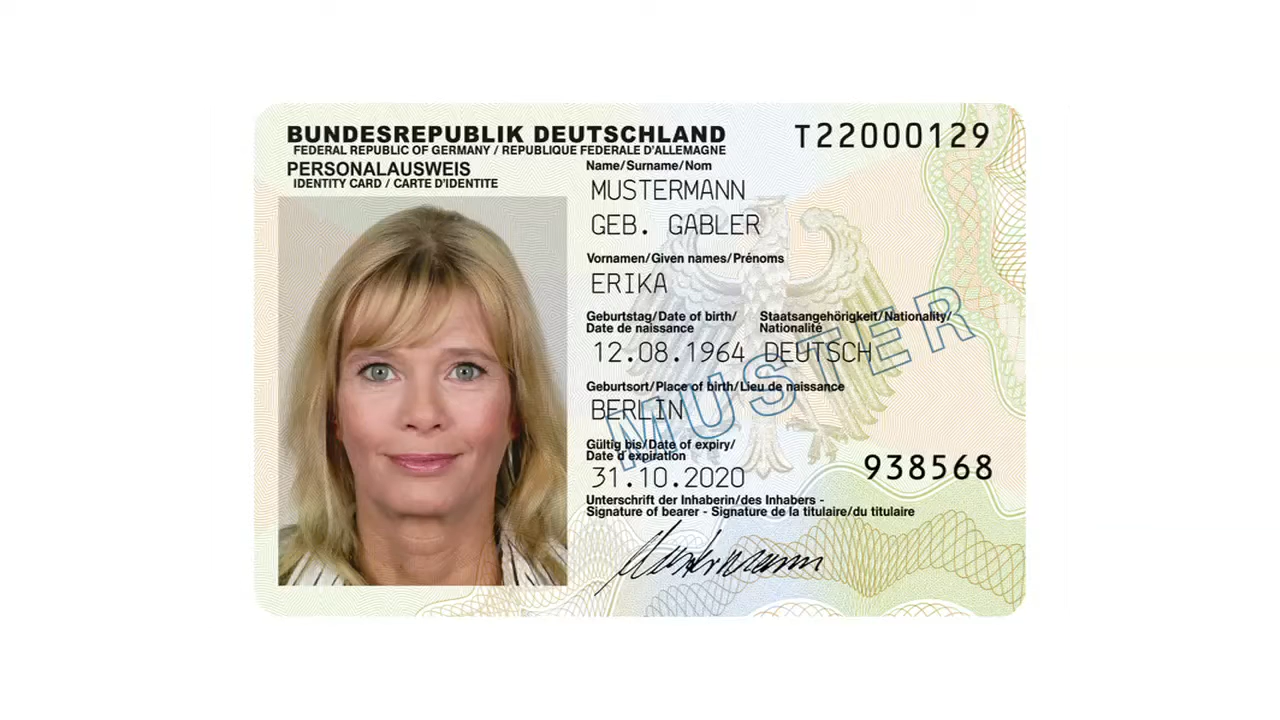 BUNDESREPUBLIK DEUTSCHLAND
FEDERAL REPUBLIC OF GERMANY / REPUBLIQUE FEDERALE D'ALLEMAGNE
PERSONALAUSWEIS
IDENTITY CARD / CARTE D'IDENTITE
T22000129
Name/Surname/Nom
MUSTERMANN
GEB. GABLER
Vornamen/Given names/Prénoms
ERIKA
Geburtstag/Date of birth/
Date de naissance
12.08.1964
Staatsangehörigkeit/Nationality/
Nationalité
DEUTSCH
Geburtsort/Place of birth/Lieu de naissance
BERLIN
Gültig bis/Date of expiry/
Date d'expiration
31.10.2020
938568
Unterschrift der Inhaberin/des Inhabers -
Signature of bearer - Signature de la titulaire/du titulaire
Mustermann
MUSTER